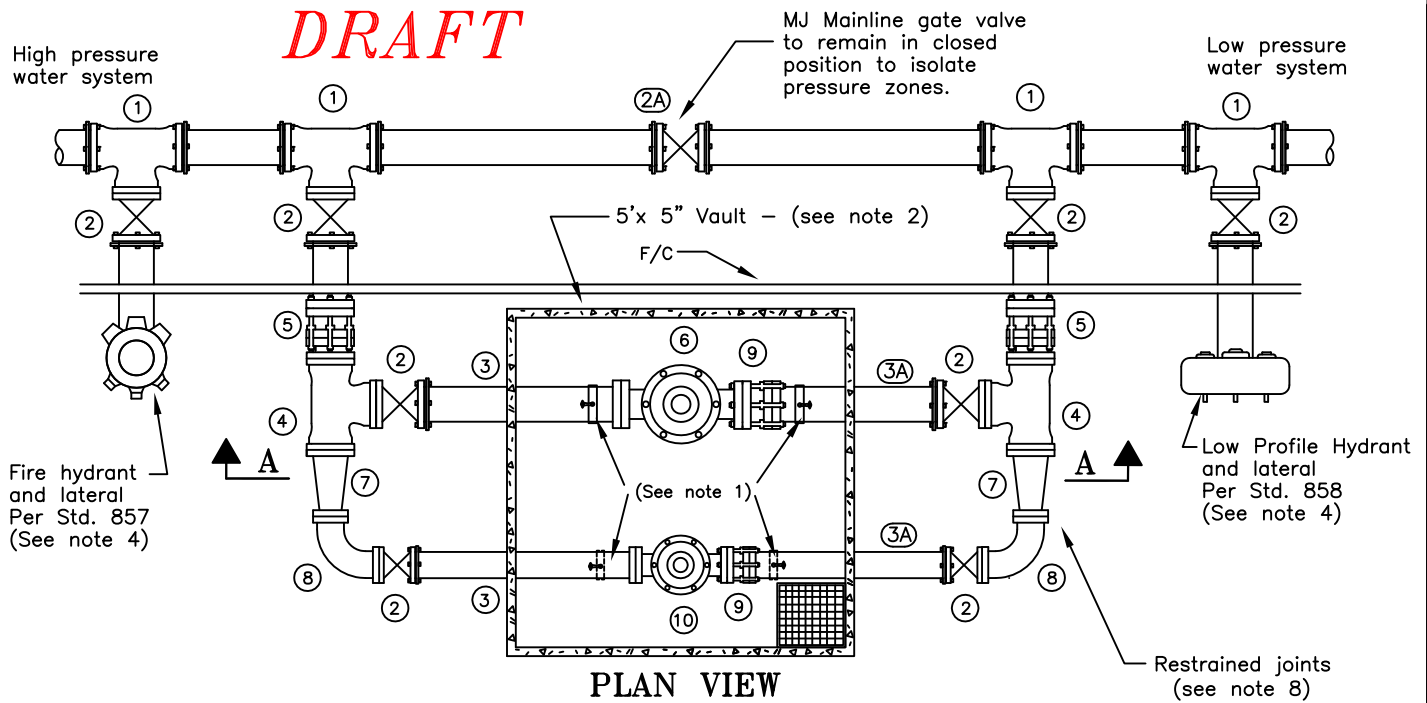 DRAFT
High pressure
water system
MJ Mainline gate valve
to remain in closed
position to isolate
pressure zones.
Low pressure
water system
1
1
2A
1
1
2
2
2
2
5'x 5" Vault – (see note 2)
F/C
5
5
6
9
2
3
3A
2
4
4
Fire hydrant
and lateral
Per Std. 857
(See note 4)
A
A
Low Profile Hydrant
and lateral
Per Std. 858
(See note 4)
7
(See note 1)
7
3A
8
8
2
3
10
9
2
Restrained joints
(see note 8)
PLAN VIEW